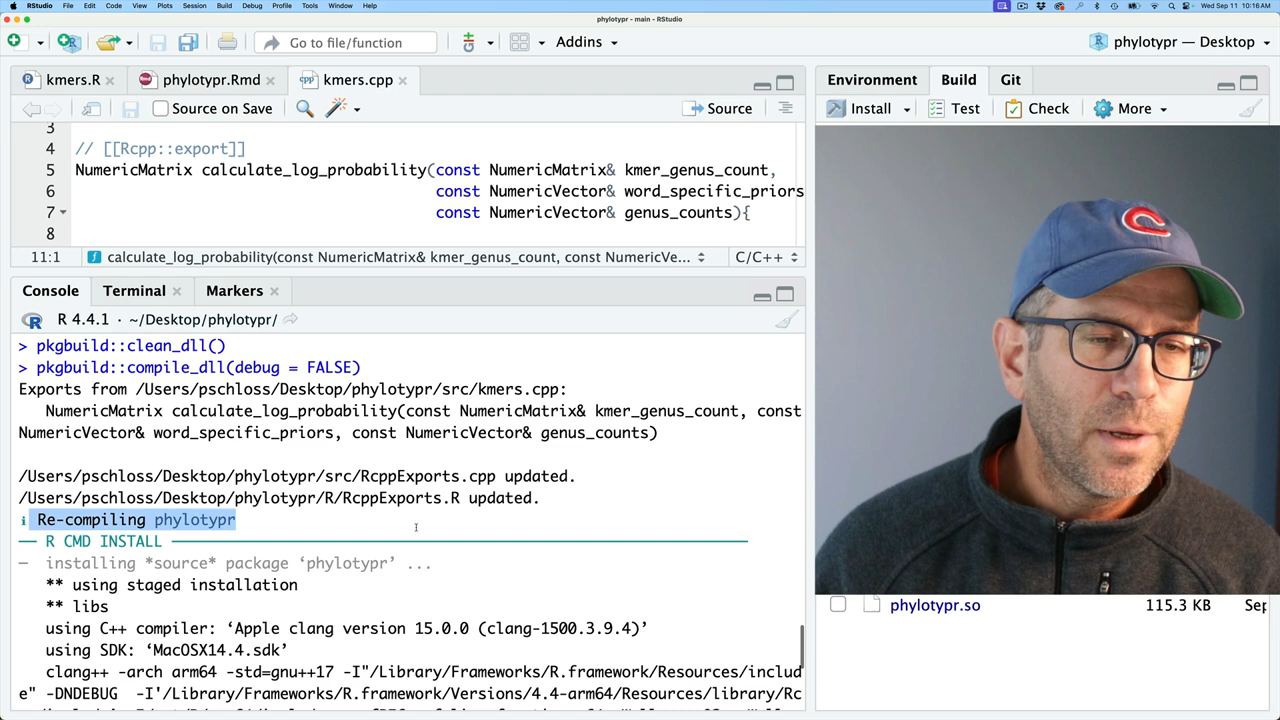 RStudio File Edit Code View Plots Session Build Debug Profile Tools Window Help Wed Sep 11 10:16 AM
phylotypr - main - RStudio
Go to file/function Addins phylotypr — Desktop
kmers.R phylotypr.Rmd kmers.cpp
Source on Save Source
3
4 // [[Rcpp::export]]
5 NumericMatrix calculate_log_probability(const NumericMatrix& kmer_genus_count,
6 const NumericVector& word_specific_priors
7 const NumericVector& genus_counts){
8
11:1 calculate_log_probability(const NumericMatrix& kmer_genus_count, const NumericVe... C/C++
Console Terminal Markers
R 4.4.1 · ~/Desktop/phylotypr/
> pkgbuild::clean_dll()
> pkgbuild::compile_dll(debug = FALSE)
Exports from /Users/pschloss/Desktop/phylotypr/src/kmers.cpp:
NumericMatrix calculate_log_probability(const NumericMatrix& kmer_genus_count, const
NumericVector& word_specific_priors, const NumericVector& genus_counts)
/Users/pschloss/Desktop/phylotypr/src/RcppExports.cpp updated.
/Users/pschloss/Desktop/phylotypr/R/RcppExports.R updated.
ℹ Re-compiling phylotypr
── R CMD INSTALL ──
─ installing *source* package ‘phylotypr’ ...
** using staged installation
** libs
using C++ compiler: ‘Apple clang version 15.0.0 (clang-1500.3.9.4)’
using SDK: ‘MacOSX14.4.sdk’
clang++ -arch arm64 -std=gnu++17 -I"/Library/Frameworks/R.framework/Resources/includ
e" -DNDEBUG -I'/Library/Frameworks/R.framework/Versions/4.4-arm64/Resources/library/Rc
Environment Build Git
Install Test Check More
C
phylotypr.so 115.3 KB Sep